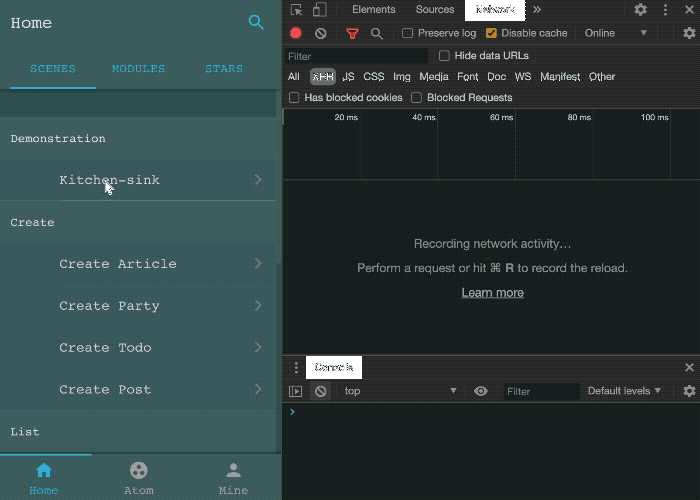 Home
SCENES MODULES STARS
Demonstration
Kitchen-sink
Create
Create Article
Create Party
Create Todo
Create Post
List
Home Atom Mine
Elements Sources Network »
Preserve log Disable cache Online
Filter Hide data URLs
All XHR JS CSS Img Media Font Doc WS Manifest Other
Has blocked cookies Blocked Requests
20 ms 40 ms 60 ms 80 ms 100 ms
Recording network activity…
Perform a request or hit ⌘ R to record the reload.
Learn more
Console
top Filter Default levels